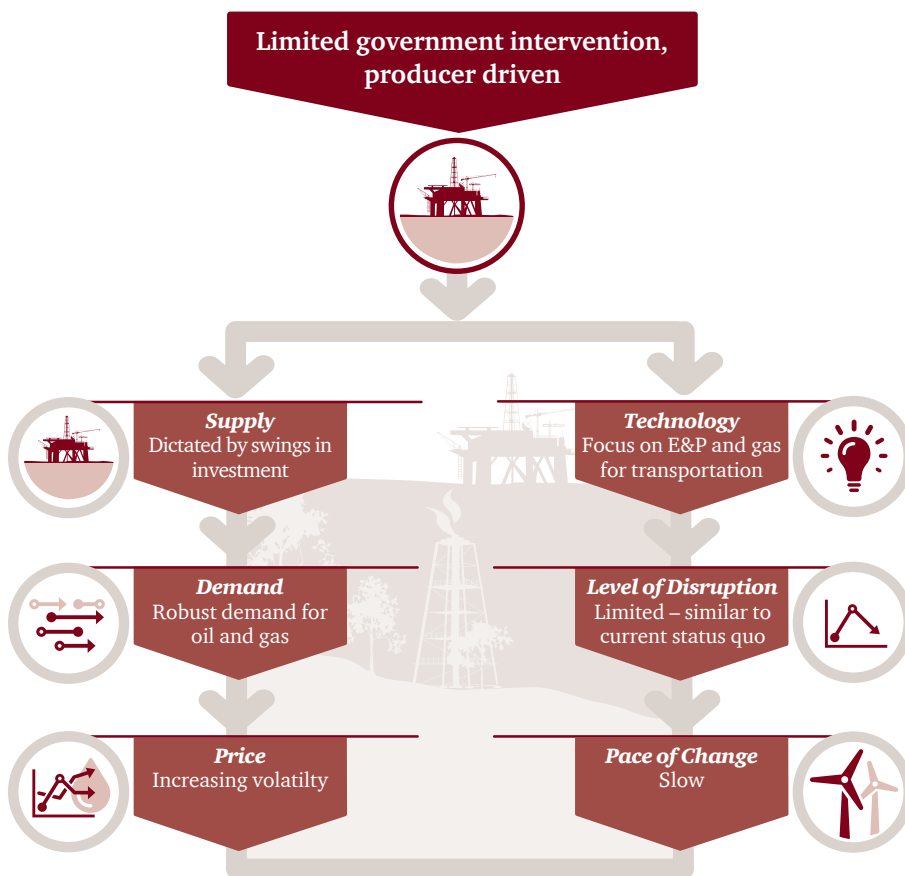 Limited government intervention,
producer driven
Supply
Dictated by swings in
investment
Technology
Focus on E&P and gas
for transportation
Demand
Robust demand for
oil and gas
Level of Disruption
Limited – similar to
current status quo
Price
Increasing volatilty
Pace of Change
Slow